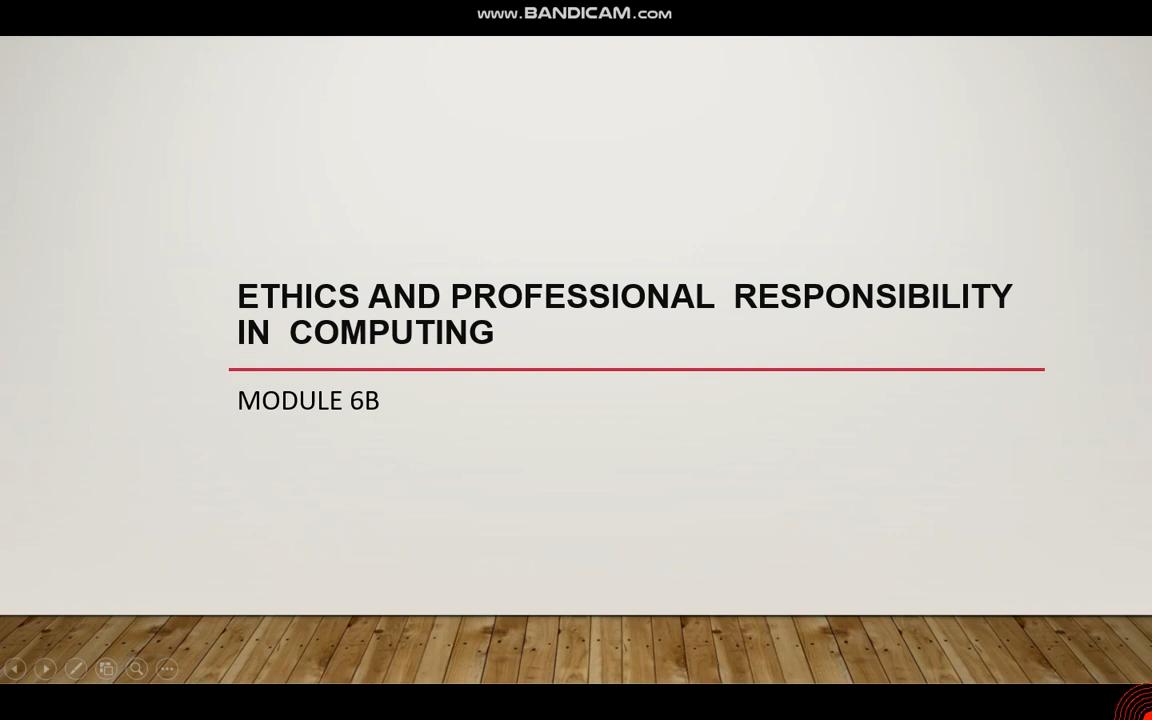 www.BANDICAM.com
ETHICS AND PROFESSIONAL RESPONSIBILITY
IN COMPUTING
MODULE 6B